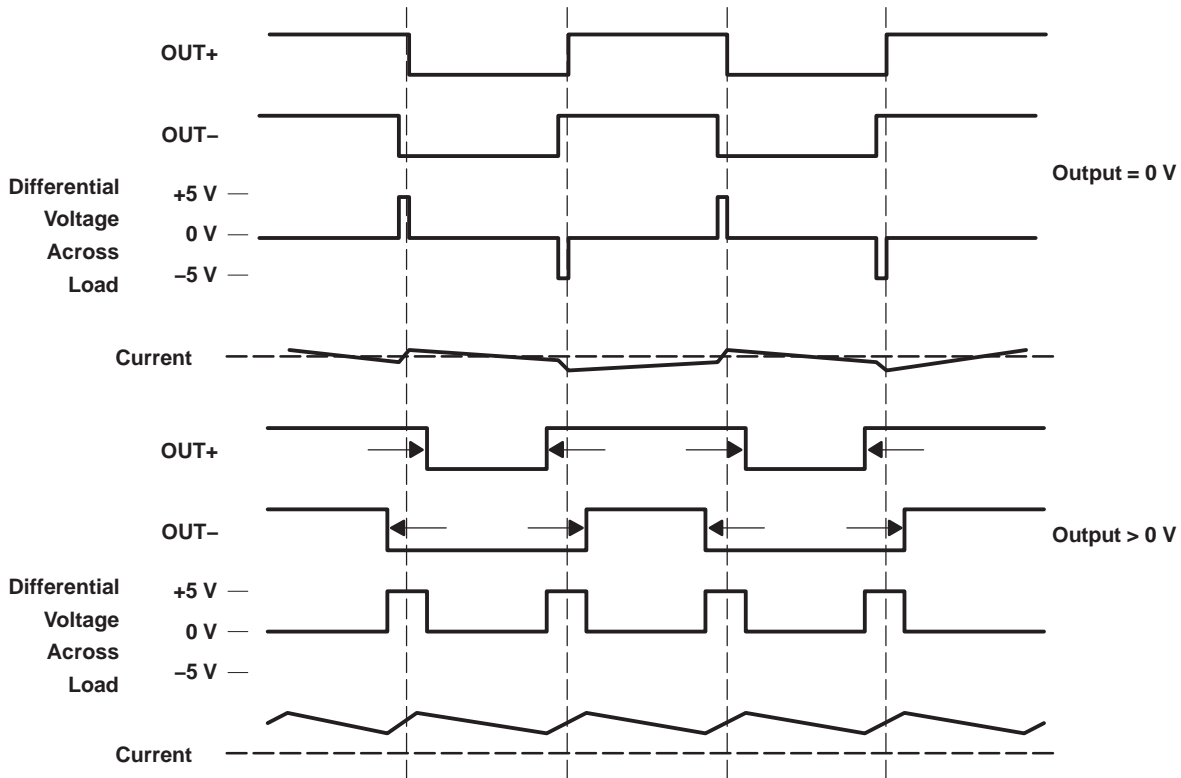 OUT+
OUT–
Output = 0 V
Differential
Voltage
Across
Load
+5 V
0 V
–5 V
Current
OUT+
OUT–
Output > 0 V
Differential
Voltage
Across
Load
+5 V
0 V
–5 V
Current